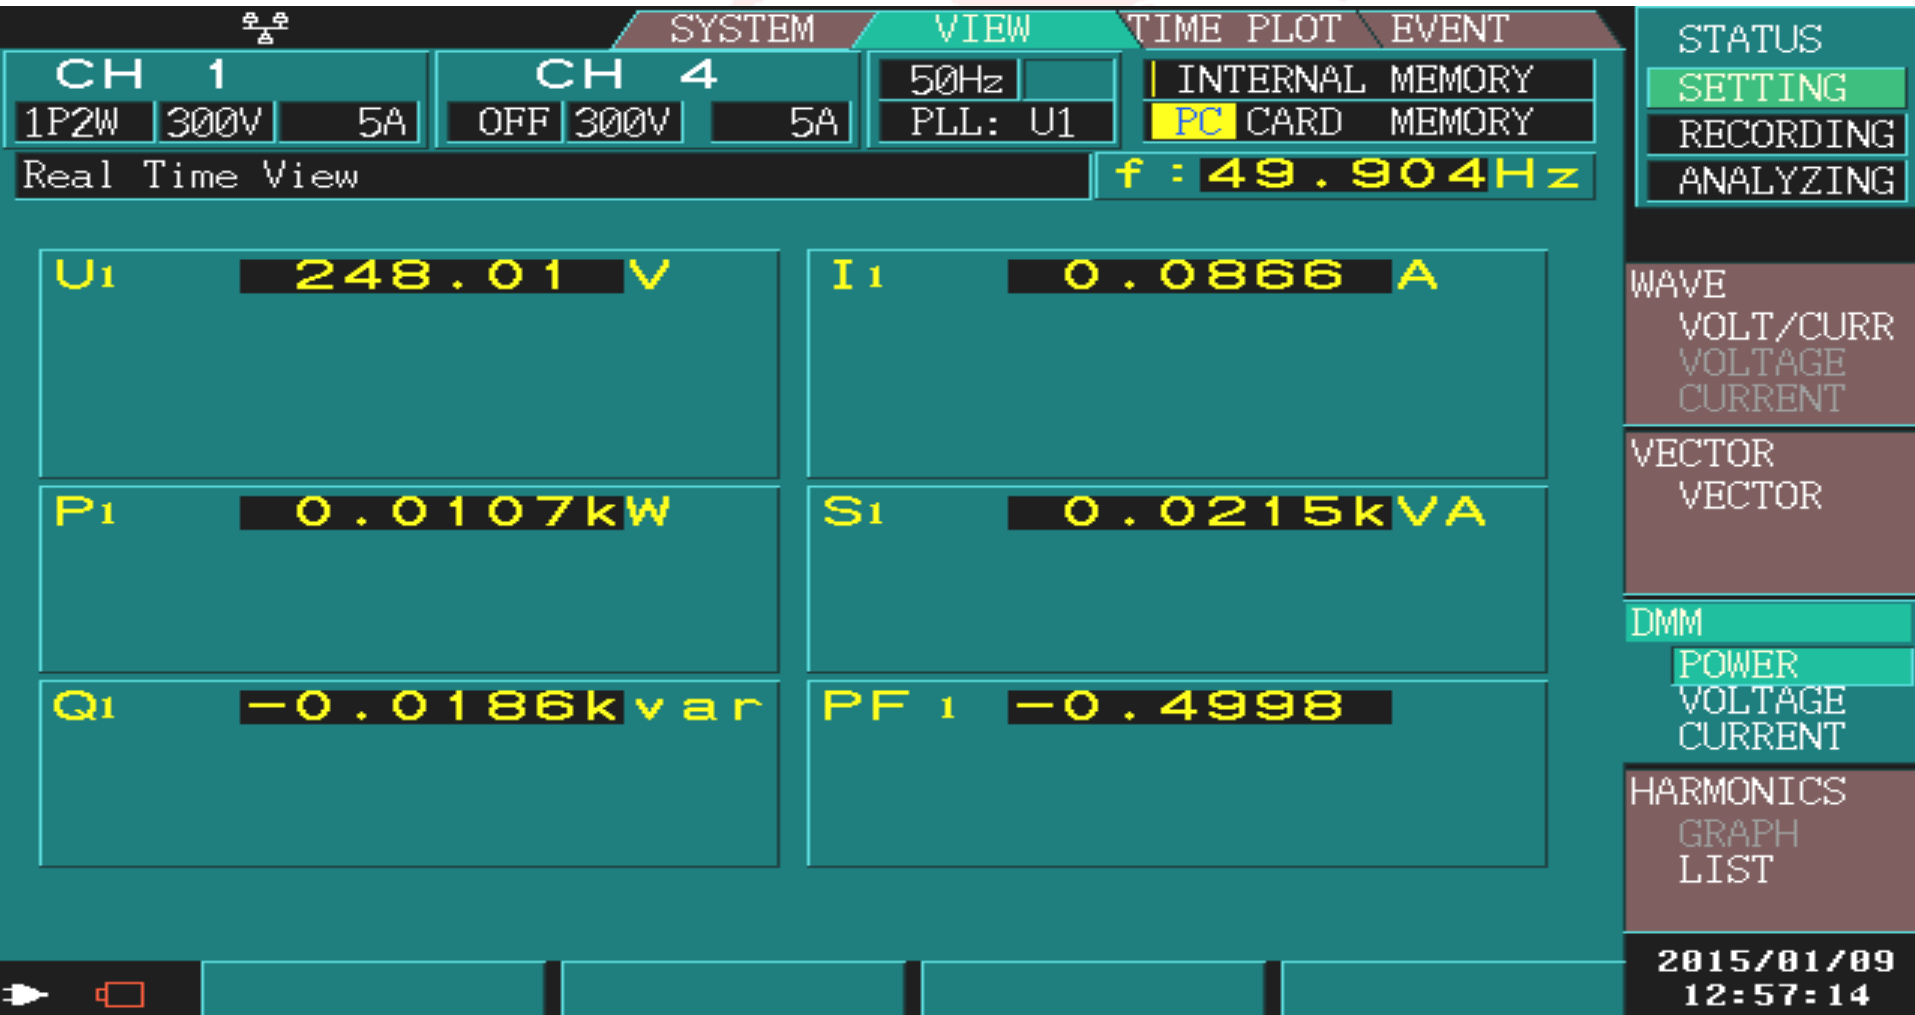 SYSTEM VIEW TIME PLOT EVENT
CH 1 CH 4 50Hz INTERNAL MEMORY
1P2W 300V 5A OFF 300V 5A PLL: U1 PC CARD MEMORY
Real Time View f:49.904Hz
STATUS
SETTING
RECORDING
ANALYZING
U1 248.01 V I1 0.0866 A
P1 0.0107kW S1 0.0215kVA
Q1 -0.0186kvar PF1 -0.4998
WAVE
VOLT/CURR
VOLTAGE
CURRENT
VECTOR
VECTOR
DMM
POWER
VOLTAGE
CURRENT
HARMONICS
GRAPH
LIST
2015/01/09
12:57:14